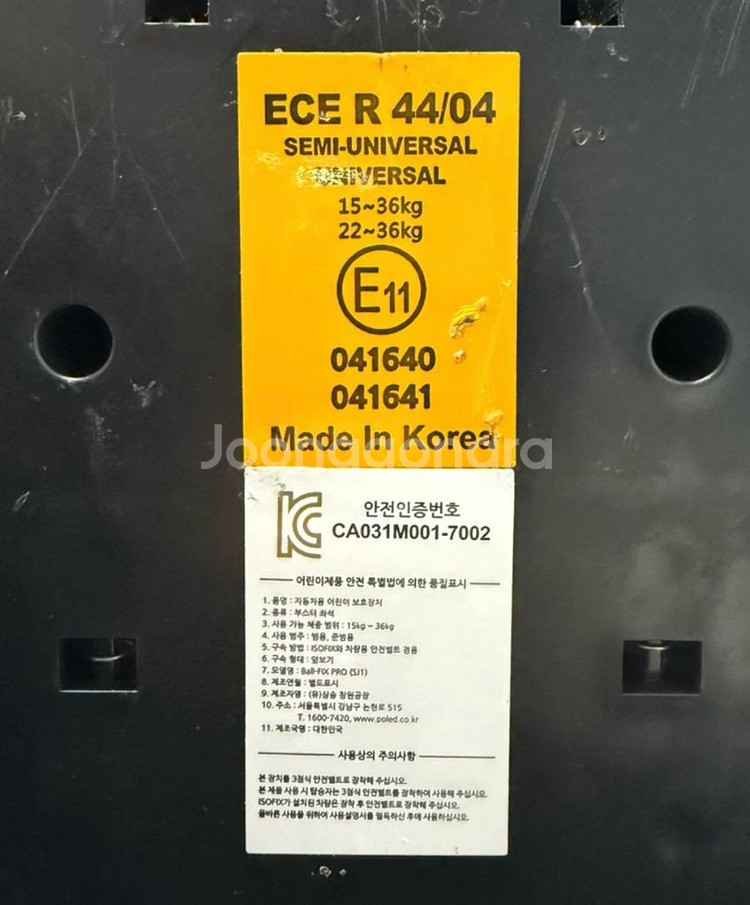 ECE R 44/04
SEMI-UNIVERSAL
UNIVERSAL
15~36kg
22~36kg
E11
041640
041641
Made In Korea
Joonggonara
안전인증번호
CA031M001-7002
어린이제품 안전 특별법에 의한 품질표시
1. 품명 : 자동차용 어린이 보호장치
2. 종류 : 부스터 좌석
3. 사용 가능 체중 범위 : 15kg ~ 36kg
4. 사용 범주 : 범용, 준범용
5. 구속 방법 : ISOFIX와 차량용 안전벨트 겸용
6. 구속 형태 : 앞보기
7. 모델명 : Ball-FIX PRO (SJ1)
8. 제조연월 : 별도표시
9. 제조자명 : (유)삼송 창원공장
10. 주소 : 서울특별시 강남구 논현로 515
T. 1600-7420, www.poled.co.kr
11. 제조국명 : 대한민국
사용상의 주의사항
본 장치를 3점식 안전벨트로 장착해 주십시오.
본 제품 사용 시 탑승자는 3점식 안전벨트를 장착하여 사용해 주십시오.
ISOFIX가 설치된 차량은 장착 후 안전벨트로 장착해 주십시오.
올바른 사용을 위하여 사용설명서를 필독하신 후에 사용하십시오.